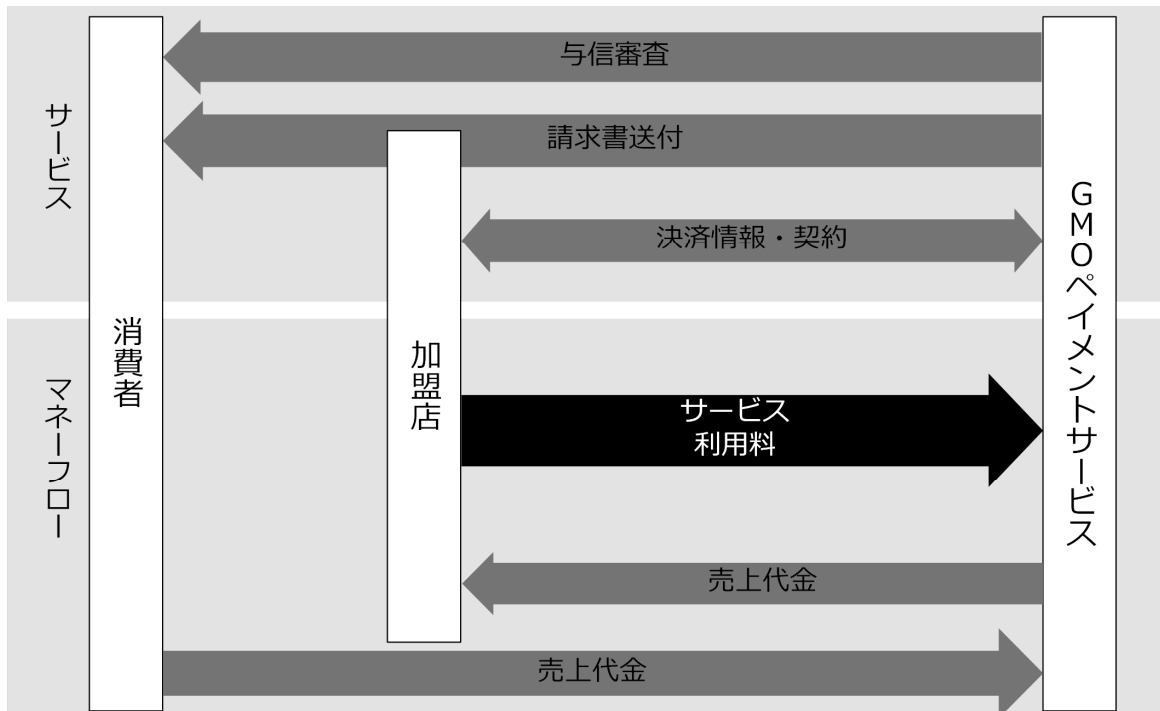 与信審査
請求書送付
サービス
決済情報・契約
GMOペイメントサービス
消費者
加盟店
マネーフロー
サービス
利用料
売上代金
売上代金